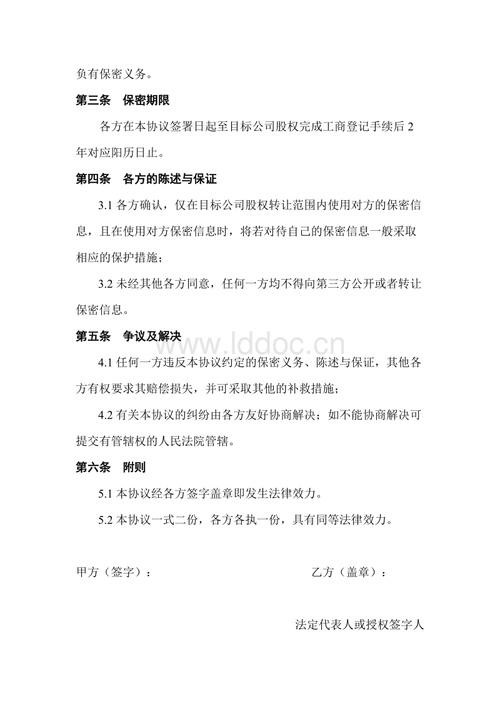 负有保密义务。
第三条 保密期限
各方在本协议签署日起至目标公司股权完成工商登记手续后 2
年对应阳历日止。
第四条 各方的陈述与保证
3.1 各方确认，仅在目标公司股权转让范围内使用对方的保密信
息，且在使用对方保密信息时，将若对待自己的保密信息一般采取
相应的保护措施；
3.2 未经其他各方同意，任何一方均不得向第三方公开或者转让
保密信息。
第五条 争议及解决
www.lddoc.cn
4.1 任何一方违反本协议约定的保密义务、陈述与保证，其他各
方有权要求其赔偿损失，并可采取其他的补救措施；
4.2 有关本协议的纠纷由各方友好协商解决；如不能协商解决可
提交有管辖权的人民法院管辖。
第六条 附则
5.1 本协议经各方签字盖章即发生法律效力。
5.2 本协议一式二份，各方各执一份，具有同等法律效力。
甲方（签字）： 乙方（盖章）：
法定代表人或授权签字人